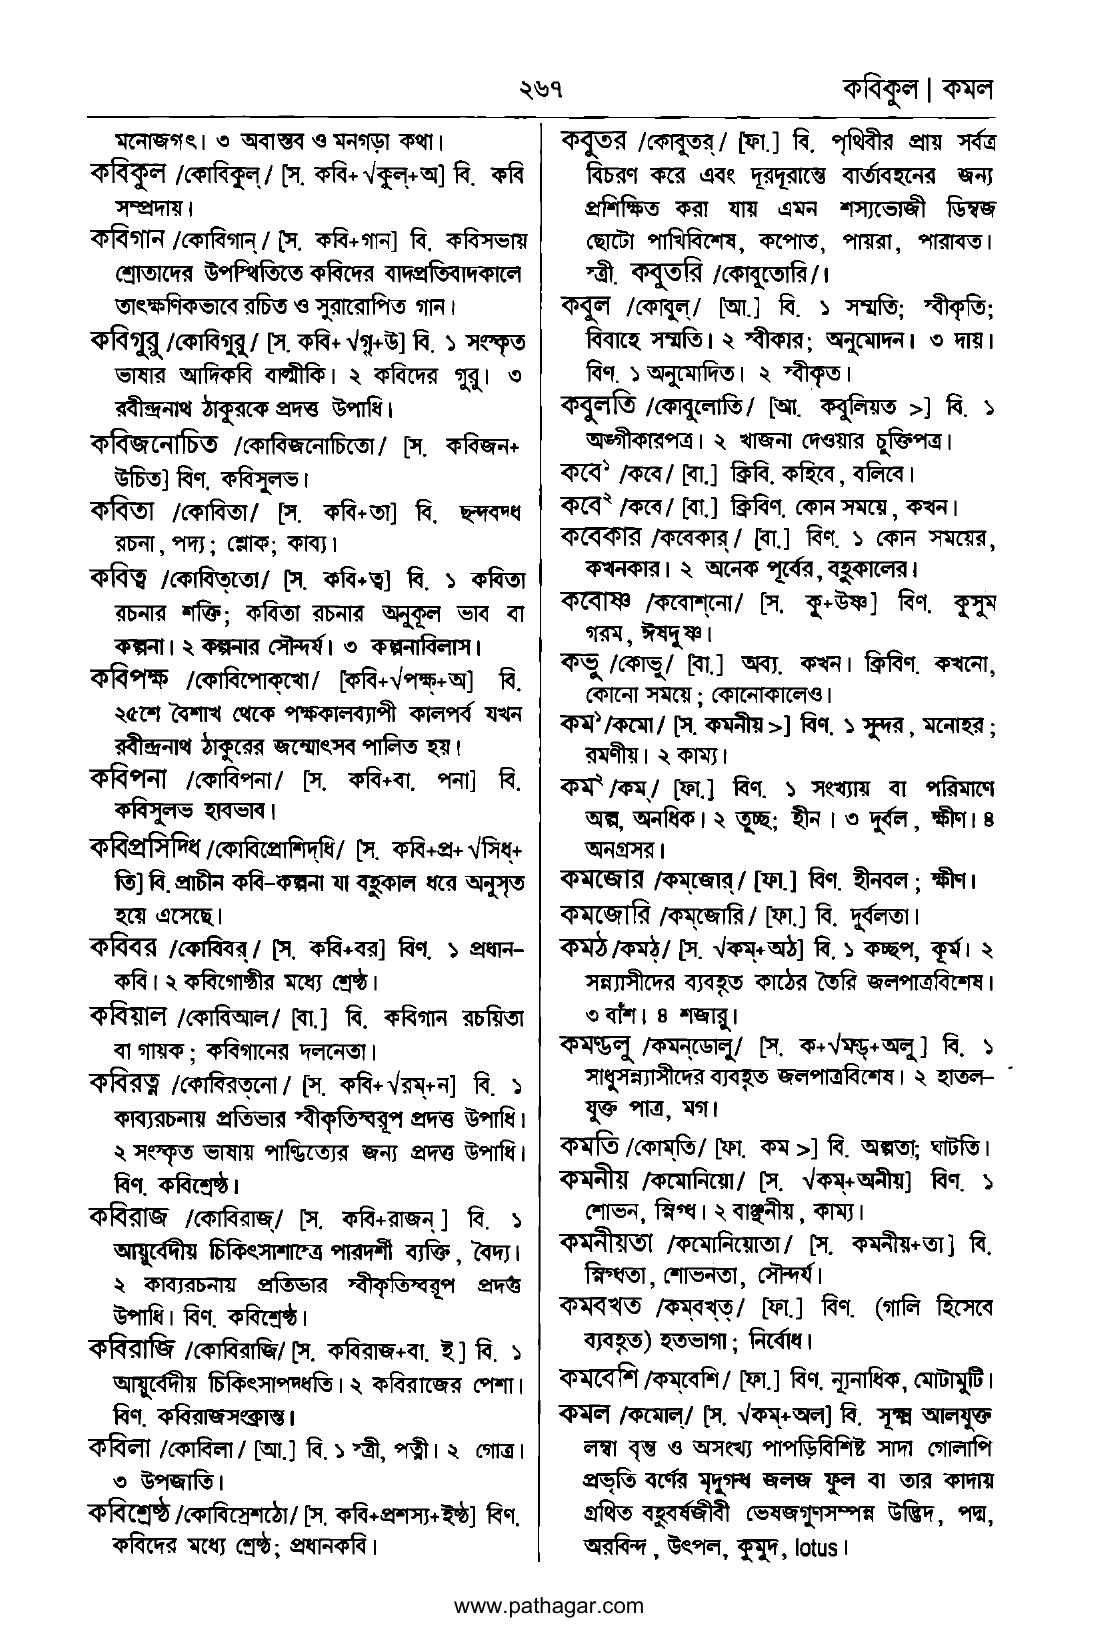 ২৬৭
কবিকুল | কমল
মনোজগৎ। ৩ অবাস্তব ও মনগড়া কথা।
কবিকুল /কোবিকুল্/ [স. কবি+√কুল্+অ] বি. কবি
সম্প্রদায়।
কবিগান /কোবিগান্/ [স. কবি+গান] বি. কবিসভায়
শ্রোতাদের উপস্থিতিতে কবিদের বাদপ্রতিবাদকালে
তাৎক্ষণিকভাবে রচিত ও সুরারোপিত গান।
কবিগুরু /কোবিগুরু/ [স. কবি+√গৃ+উ] বি. ১ সংস্কৃত
ভাষার আদিকবি বাল্মীকি। ২ কবিদের গুরু। ৩
রবীন্দ্রনাথ ঠাকুরকে প্রদত্ত উপাধি।
কবিজনোচিত /কোবিজনোচিতো/ [স. কবিজন+
উচিত] বিণ. কবিসুলভ।
কবিতা /কোবিতা/ [স. কবি+তা] বি. ছন্দবদ্ধ
রচনা, পদ্য; শ্লোক; কাব্য।
কবিত্ব /কোবিত্‌তো/ [স. কবি+ত্ব] বি. ১ কবিতা
রচনার শক্তি; কবিতা রচনার অনুকূল ভাব বা
কল্পনা। ২ কল্পনার সৌন্দর্য। ৩ কল্পনাবিলাস।
কবিপক্ষ /কোবিপোক্‌খো/ [কবি+√পক্ষ্+অ] বি.
২৫শে বৈশাখ থেকে পক্ষকালব্যাপী কালপর্ব যখন
রবীন্দ্রনাথ ঠাকুরের জন্মোৎসব পালিত হয়।
কবিপনা /কোবিপনা/ [স. কবি+বা. পনা] বি.
কবিসুলভ হাবভাব।
কবিপ্রসিদ্ধি /কোবিপ্রোশিদ্‌ধি/ [স. কবি+প্র+√সিধ্+
তি] বি. প্রাচীন কবি-কল্পনা যা বহুকাল ধরে অনুসৃত
হয়ে এসেছে।
কবিবর /কোবিবর্/ [স. কবি+বর] বিণ. ১ প্রধান-
কবি। ২ কবিগোষ্ঠীর মধ্যে শ্রেষ্ঠ।
কবিয়াল /কোবিআল/ [বা.] বি. কবিগান রচয়িতা
বা গায়ক; কবিগানের দলনেতা।
কবিরত্ন /কোবিরত্‌নো/ [স. কবি+√রম্+ন] বি. ১
কাব্যরচনায় প্রতিভার স্বীকৃতিস্বরূপ প্রদত্ত উপাধি।
২ সংস্কৃত ভাষায় পাণ্ডিত্যের জন্য প্রদত্ত উপাধি।
বিণ. কবিশ্রেষ্ঠ।
কবিরাজ /কোবিরাজ্/ [স. কবি+রাজন্] বি. ১
আয়ুর্বেদীয় চিকিৎসাশাস্ত্রে পারদর্শী ব্যক্তি, বৈদ্য।
২ কাব্যরচনায় প্রতিভার স্বীকৃতিস্বরূপ প্রদত্ত
উপাধি। বিণ. কবিশ্রেষ্ঠ।
কবিরাজি /কোবিরাজি/ [স. কবিরাজ+বা. ই] বি. ১
আয়ুর্বেদীয় চিকিৎসাপদ্ধতি। ২ কবিরাজের পেশা।
বিণ. কবিরাজসংক্রান্ত।
কবিলা /কোবিলা/ [আ.] বি. ১ স্ত্রী, পত্নী। ২ গোত্র।
৩ উপজাতি।
কবিশ্রেষ্ঠ /কোবিস্রেশঠো/ [স. কবি+প্রশস্য+ইষ্ঠ] বিণ.
কবিদের মধ্যে শ্রেষ্ঠ; প্রধানকবি।
কবুতর /কোবুতর্/ [ফা.] বি. পৃথিবীর প্রায় সর্বত্র
বিচরণ করে এবং দূরদূরান্তে বার্তাবহনের জন্য
প্রশিক্ষিত করা যায় এমন শস্যভোজী ডিম্বজ
ছোটো পাখিবিশেষ, কপোত, পায়রা, পারাবত।
স্ত্রী. কবুতরি /কোবুতোরি/।
কবুল /কোবুল্/ [আ.] বি. ১ সম্মতি; স্বীকৃতি;
বিবাহে সম্মতি। ২ স্বীকার; অনুমোদন। ৩ দায়।
বিণ. ১ অনুমোদিত। ২ স্বীকৃত।
কবুলতি /কোবুলোতি/ [আ. কবুলিয়ত >] বি. ১
অঙ্গীকারপত্র। ২ খাজনা দেওয়ার চুক্তিপত্র।
কবে১ /কবে/ [বা.] ক্রিবি. কহিবে, বলিবে।
কবে২ /কবে/ [বা.] ক্রিবিণ. কোন সময়ে, কখন।
কবেকার /কবেকার্/ [বা.] বিণ. ১ কোন সময়ের,
কখনকার। ২ অনেক পূর্বের, বহুকালের।
কবোষ্ণ /কবোশ্‌নো/ [স. কু+উষ্ণ] বিণ. কুসুম
গরম, ঈষদুষ্ণ।
কভু /কোভু/ [বা.] অব্য. কখন। ক্রিবিণ. কখনো,
কোনো সময়ে; কোনোকালেও।
কম১ /কমো/ [স. কমনীয় >] বিণ. ১ সুন্দর, মনোহর;
রমণীয়। ২ কাম্য।
কম২ /কম্/ [ফা.] বিণ. ১ সংখ্যায় বা পরিমাণে
অল্প, অনধিক। ২ তুচ্ছ; হীন। ৩ দুর্বল, ক্ষীণ। ৪
অনগ্রসর।
কমজোর /কম্‌জোর্/ [ফা.] বিণ. হীনবল; ক্ষীণ।
কমজোরি /কম্‌জোরি/ [ফা.] বি. দুর্বলতা।
কমঠ /কমঠ্/ [স. √কম্+অঠ] বি. ১ কচ্ছপ, কূর্ম। ২
সন্ন্যাসীদের ব্যবহৃত কাঠের তৈরি জলপাত্রবিশেষ।
৩ বাঁশ। ৪ শজারু।
কমণ্ডলু /কমন্‌ডোলু/ [স. ক+√মণ্ড্+অলু] বি. ১
সাধুসন্ন্যাসীদের ব্যবহৃত জলপাত্রবিশেষ। ২ হাতল-
যুক্ত পাত্র, মগ।
কমতি /কোম্‌তি/ [ফা. কম >] বি. অল্পতা; ঘাটতি।
কমনীয় /কমোনিয়ো/ [স. √কম্+অনীয়] বিণ. ১
শোভন, স্নিগ্ধ। ২ বাঞ্ছনীয়, কাম্য।
কমনীয়তা /কমোনিয়োতা/ [স. কমনীয়+তা] বি.
স্নিগ্ধতা, শোভনতা, সৌন্দর্য।
কমবখত /কম্‌বখ্‌ত্/ [ফা.] বিণ. (গালি হিসেবে
ব্যবহৃত) হতভাগা; নির্বোধ।
কমবেশি /কম্‌বেশি/ [ফা.] বিণ. ন্যূনাধিক, মোটামুটি।
কমল /কমোল্/ [স. √কম্+অল] বি. সূক্ষ্ম আলযুক্ত
লম্বা বৃন্ত ও অসংখ্য পাপড়িবিশিষ্ট সাদা গোলাপি
প্রভৃতি বর্ণের মৃদুগন্ধ জলজ ফুল বা তার কাদায়
গ্রথিত বহুবর্ষজীবী ভেষজগুণসম্পন্ন উদ্ভিদ, পদ্ম,
অরবিন্দ, উৎপল, কুমুদ, lotus।
www.pathagar.com